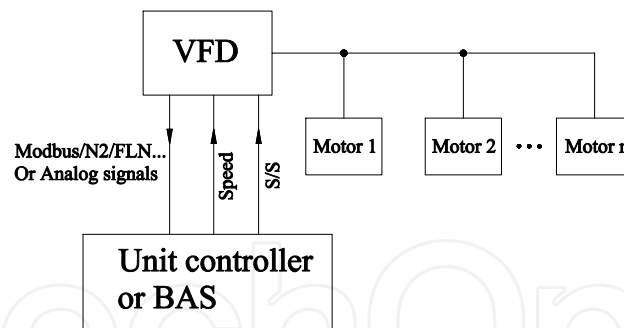 VFD
Motor 1
Motor 2
Motor
Modbus/N2/FLN...
Or Analog signals
Speed
S/S
Unit controller
or BAS